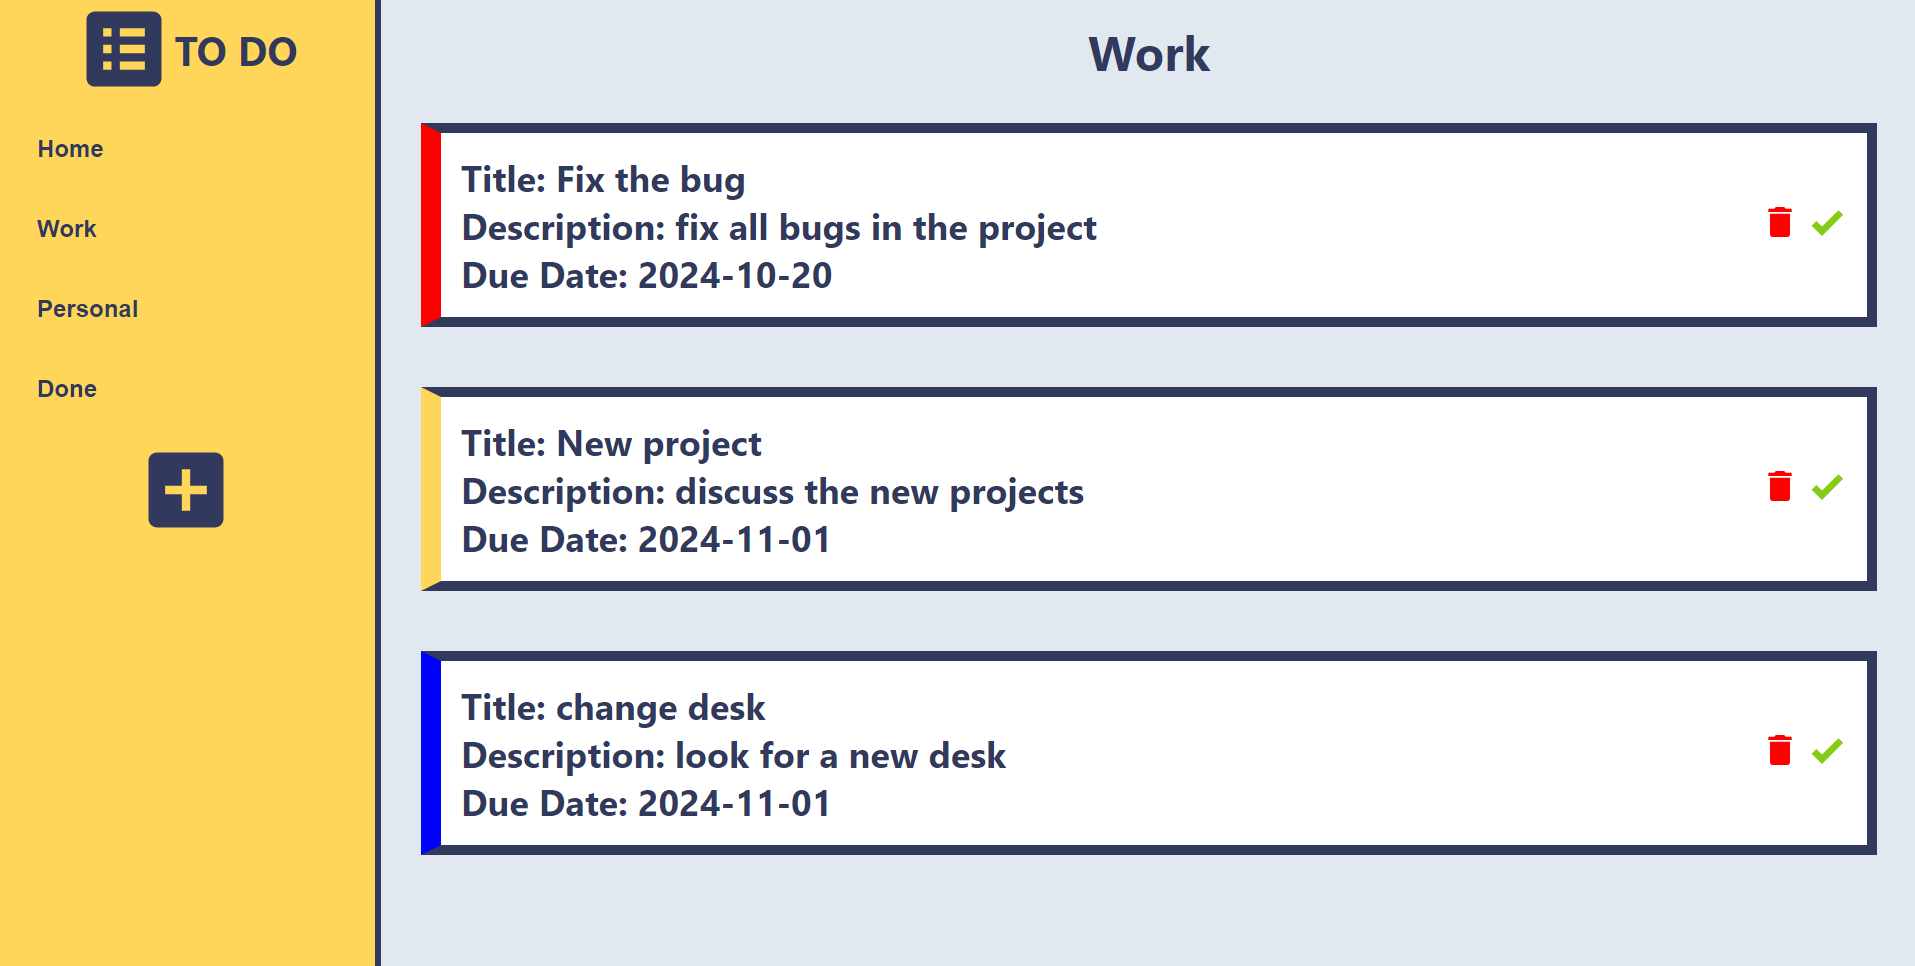 TO DO
Home
Work
Personal
Done
Work
Title: Fix the bug
Description: fix all bugs in the project
Due Date: 2024-10-20
Title: New project
Description: discuss the new projects
Due Date: 2024-11-01
Title: change desk
Description: look for a new desk
Due Date: 2024-11-01